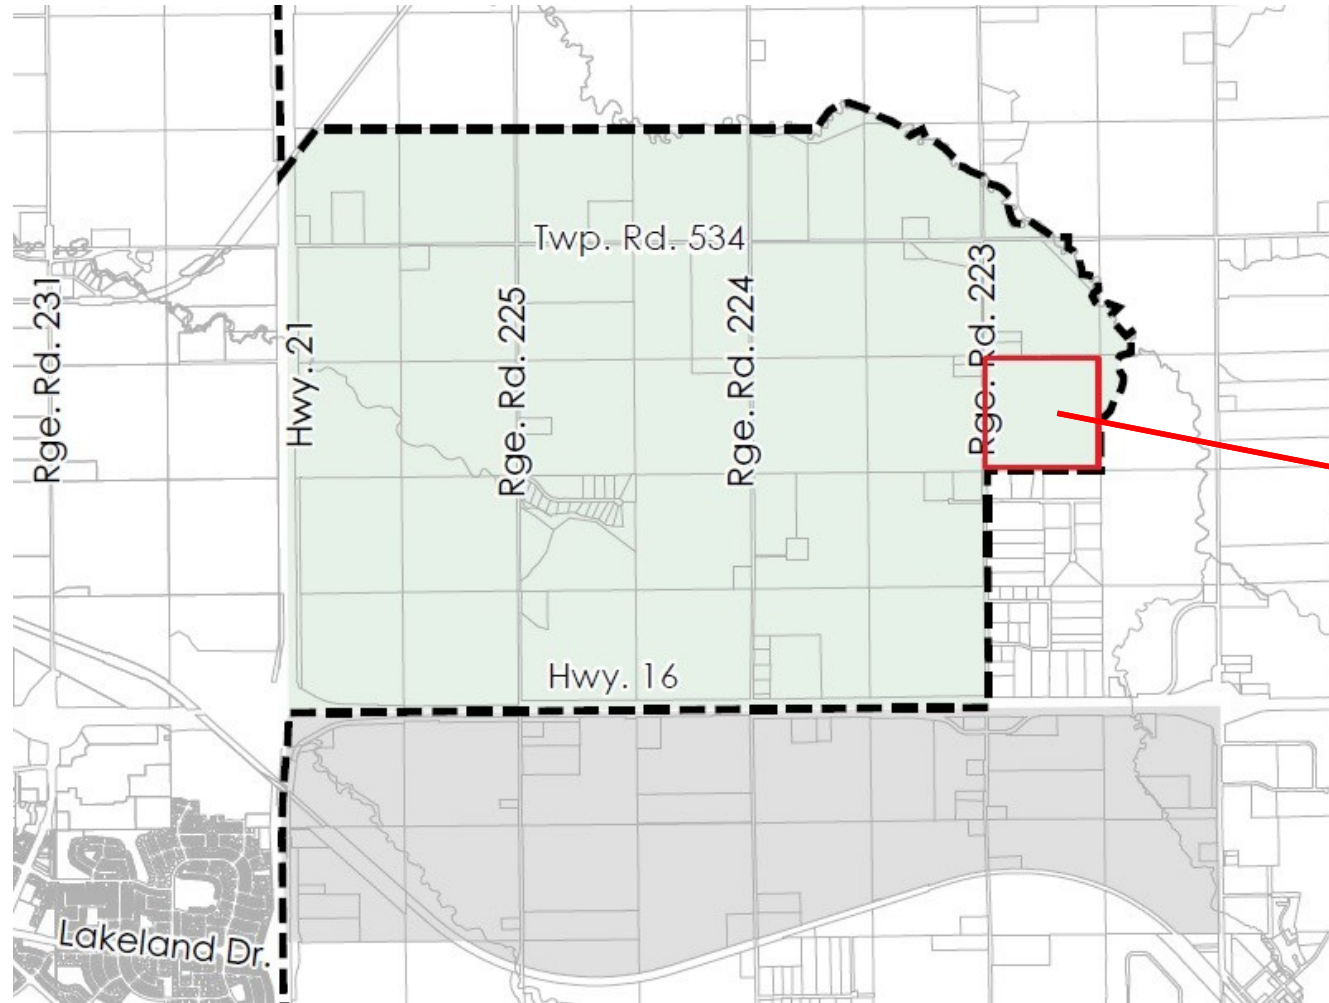 Twp. Rd. 534
Rge. Rd. 231
Hwy. 21
Rge. Rd. 225
Rge. Rd. 224
Rge. Rd. 223
Hwy. 16
Lakeland Dr.